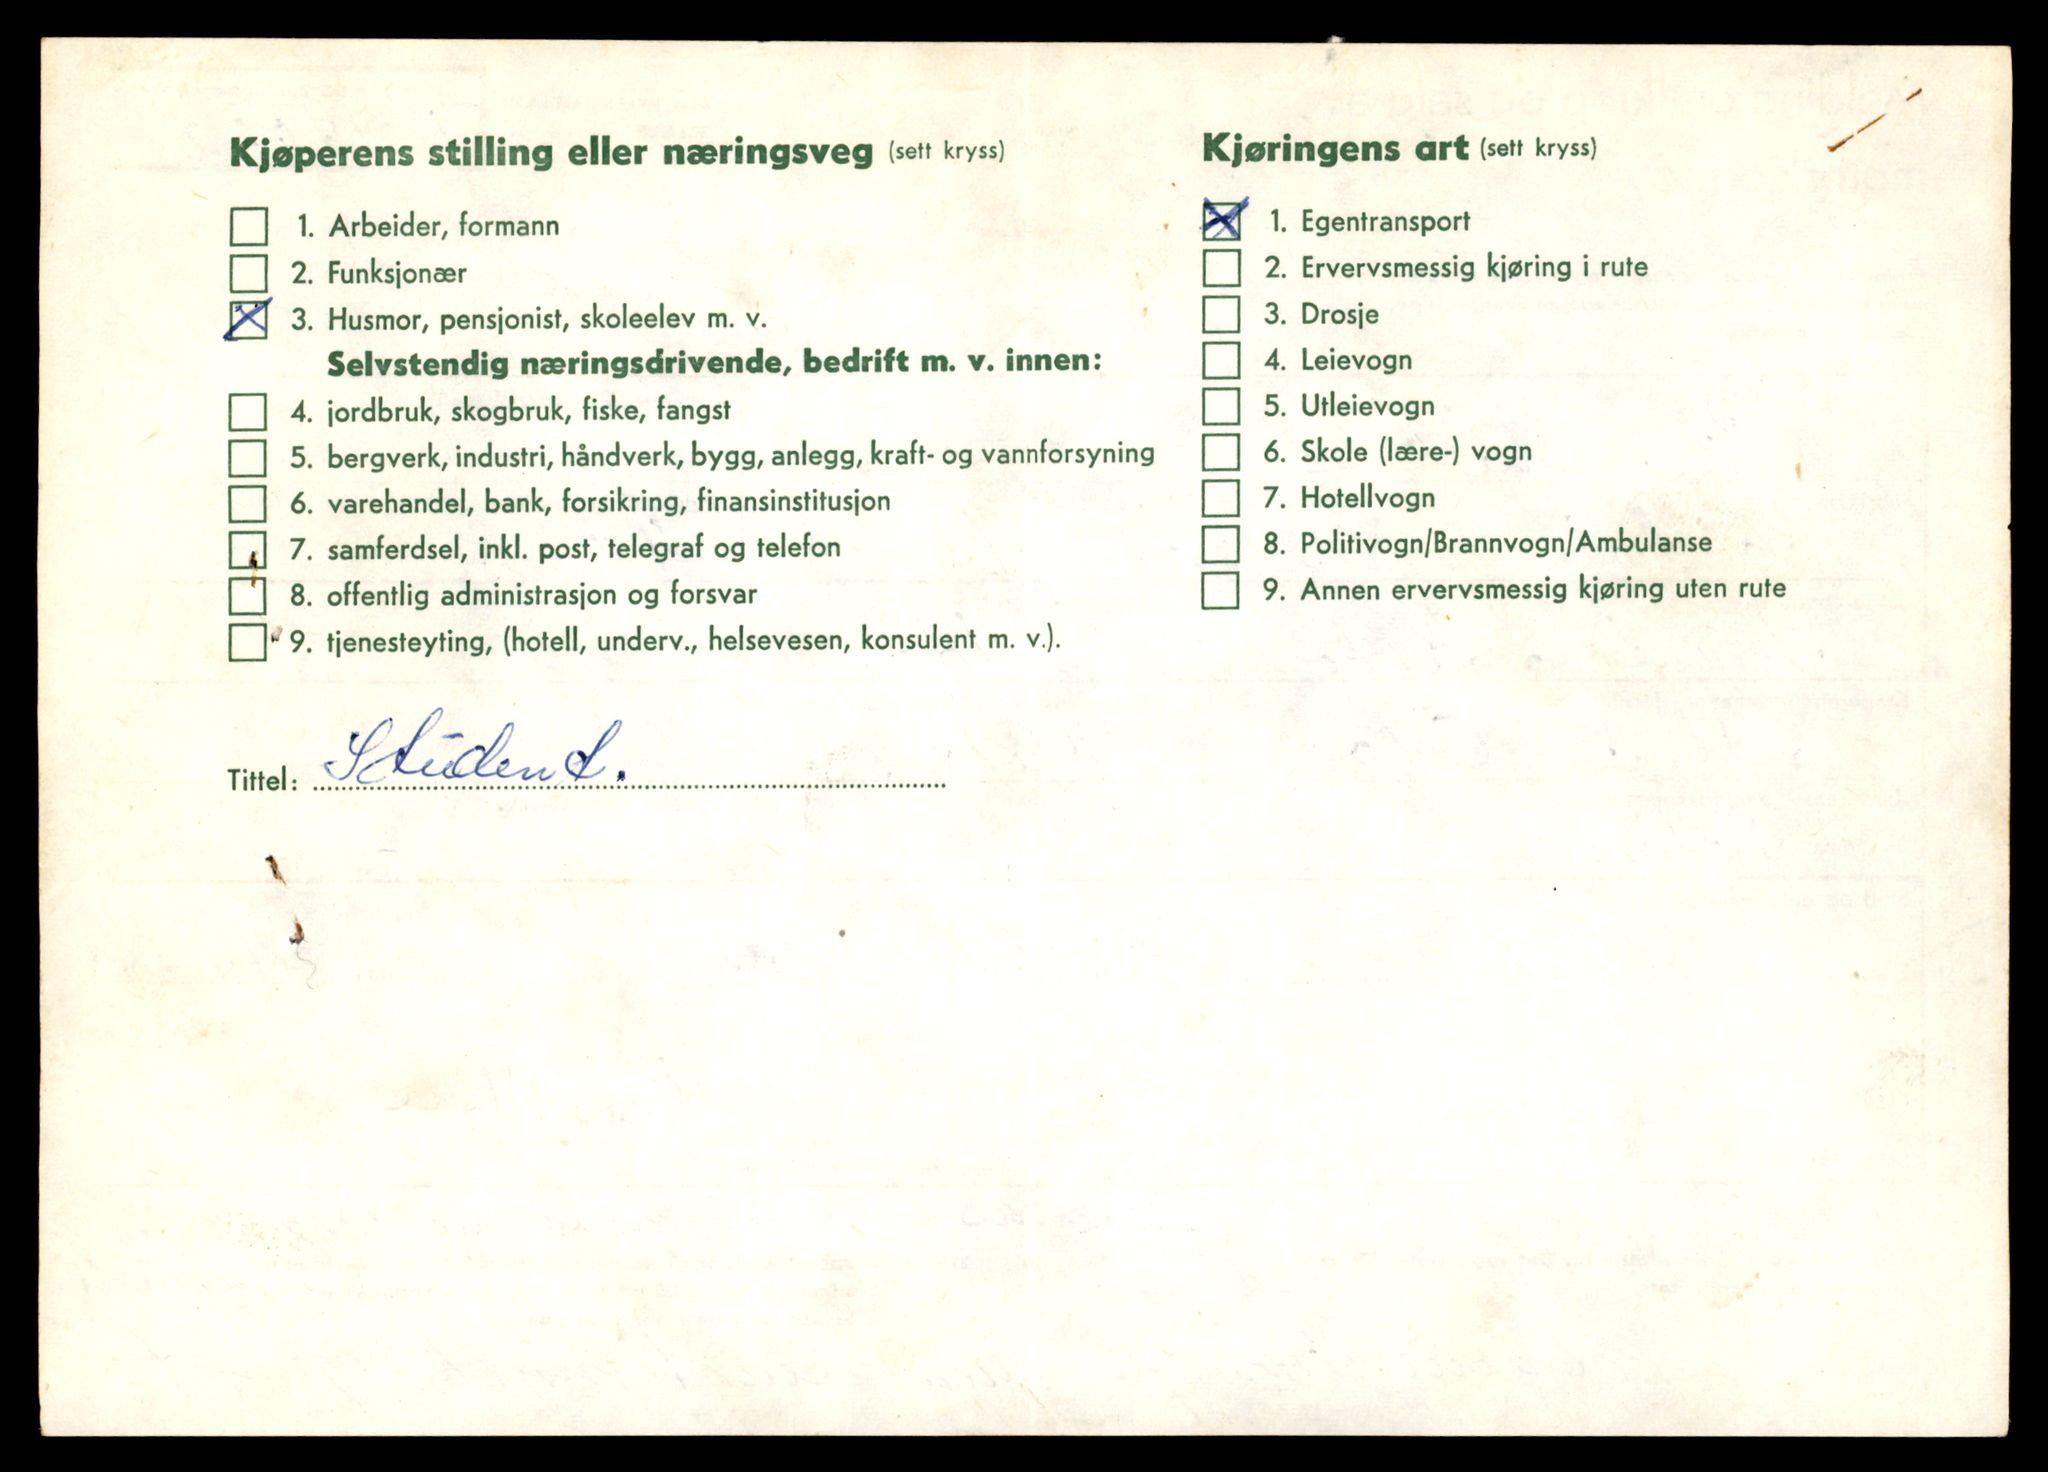 Kjøperens stilling eller næringsveg (sett kryss)
1. Arbeider, formann
2. Funksjonær
3. Husmor, pensjonist, skoleelev m. v.
Selvstendig næringsdrivende, bedrift m. v. innen:
4. jordbruk, skogbruk, fiske, fangst
5. bergverk, industri, håndverk, bygg, anlegg, kraft- og vannforsyning
6. varehandel, bank, forsikring, finansinstitusjon
7. samferdsel, inkl. post, telegraf og telefon
8. offentlig administrasjon og forsvar
9. tjenesteyting, (hotell, underv., helsevesen, konsulent m. v.).
Tittel: Student.
Kjøringens art (sett kryss)
1. Egentransport
2. Ervervsmessig kjøring i rute
3. Drosje
4. Leievogn
5. Utleievogn
6. Skole (lære-) vogn
7. Hotellvogn
8. Politivogn/Brannvogn/Ambulanse
9. Annen ervervsmessig kjøring uten rute